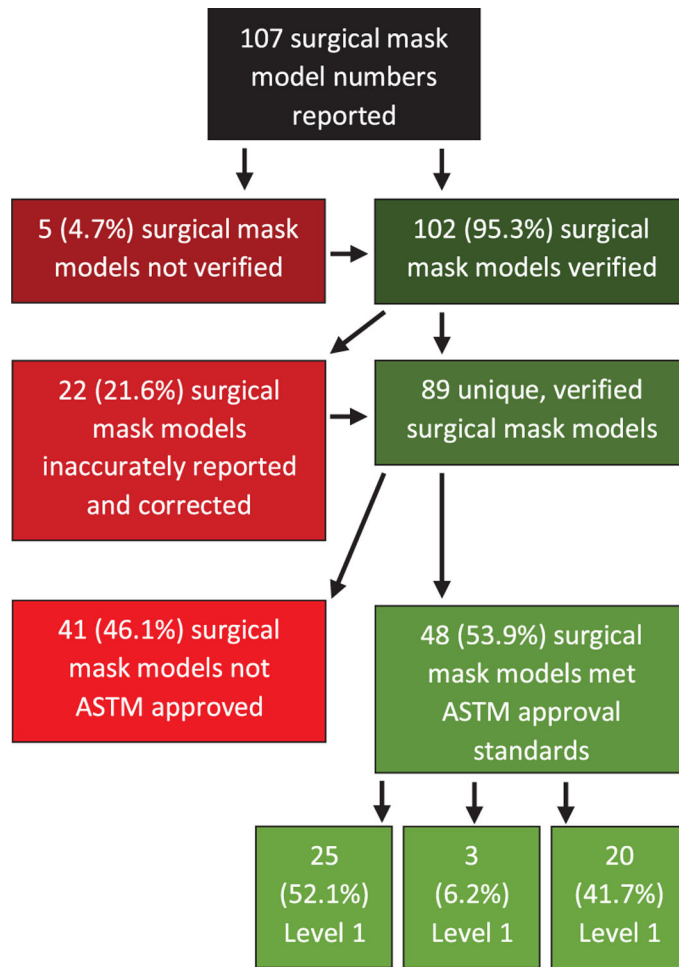 107 surgical mask
model numbers
reported
5 (4.7%) surgical mask
models not verified
102 (95.3%) surgical
mask models verified
22 (21.6%) surgical
mask models
inaccurately reported
and corrected
89 unique, verified
surgical mask models
41 (46.1%) surgical
mask models not
ASTM approved
48 (53.9%) surgical
mask models met
ASTM approval
standards
25
(52.1%)
Level 1
3
(6.2%)
Level 1
20
(41.7%)
Level 1